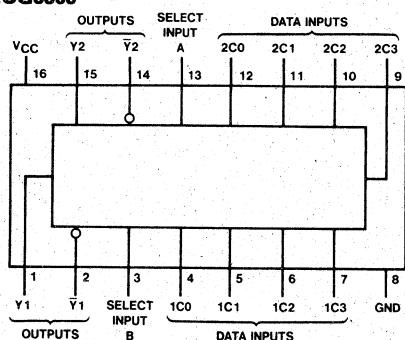 OUTPUTS SELECT INPUT A DATA INPUTS
VCC Y2 Y̅2 2C0 2C1 2C2 2C3
16 15 14 13 12 11 10 9
1 2 3 4 5 6 7 8
Y1 Y̅1 SELECT INPUT B 1C0 1C1 1C2 1C3 GND
OUTPUTS DATA INPUTS